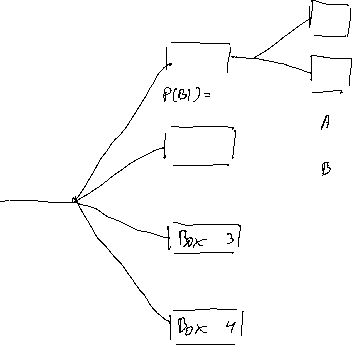 P(B1) =
A
B
Box 3
Box 4